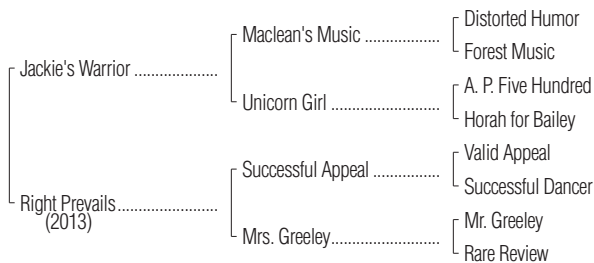 Jackie's Warrior ....................
Maclean's Music ..................
Distorted Humor
Forest Music
Unicorn Girl ..........................
A. P. Five Hundred
Horah for Bailey
Right Prevails........................
(2013)
Successful Appeal ................
Valid Appeal
Successful Dancer
Mrs. Greeley..........................
Mr. Greeley
Rare Review